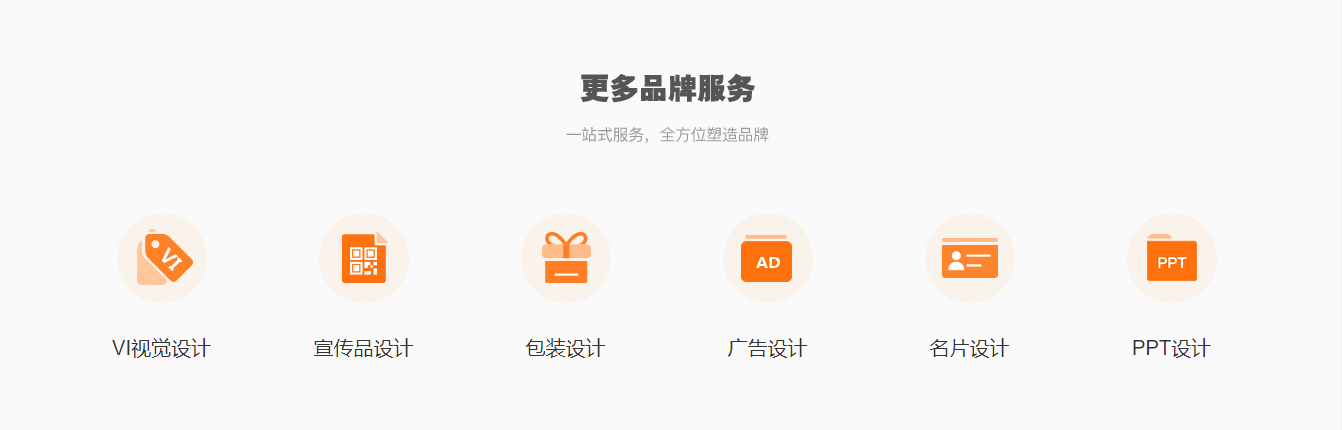 更多品牌服务
一站式服务，全方位塑造品牌
VI
AD
PPT
VI视觉设计
宣传品设计
包装设计
广告设计
名片设计
PPT设计